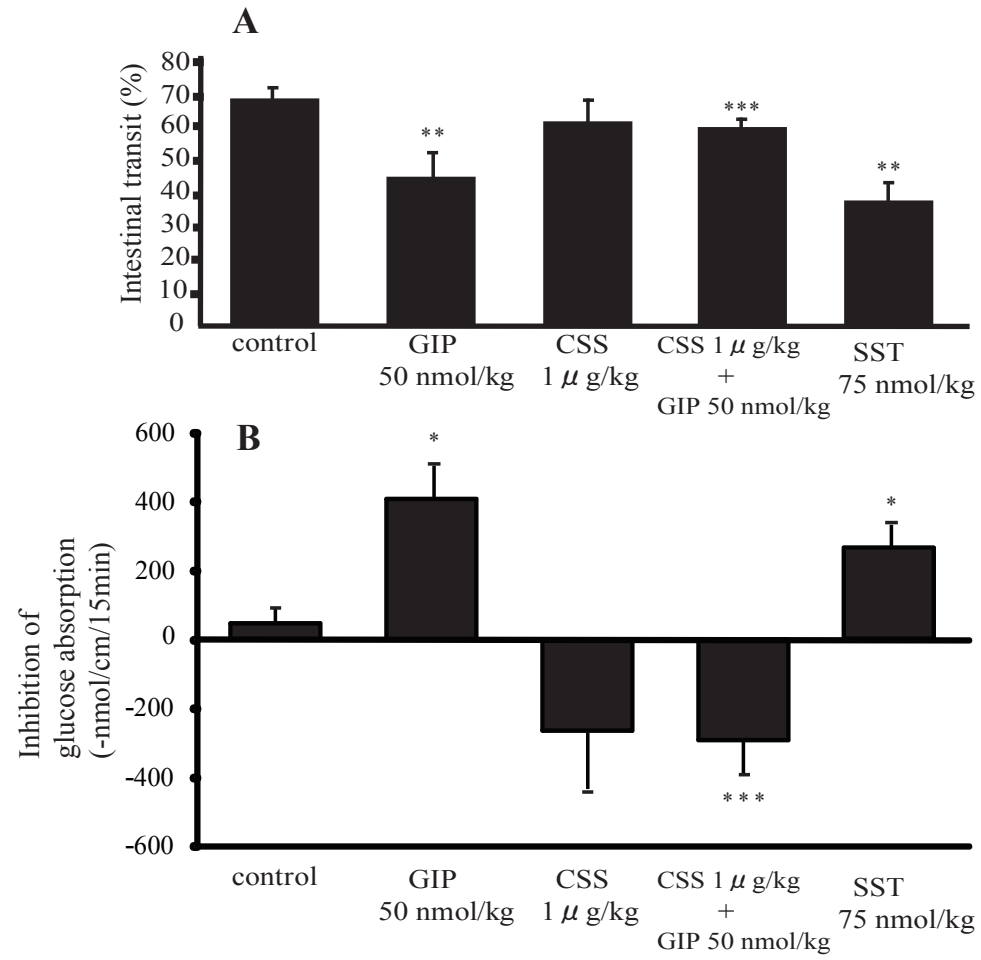 A
Intestinal transit (%)
80
70
60
50
40
30
20
10
0
**
***
**
control
GIP
50 nmol/kg
CSS
1 μ g/kg
CSS 1 μ g/kg
+
GIP 50 nmol/kg
SST
75 nmol/kg
B
Inhibition of
glucose absorption
(-nmol/cm/15min)
600
400
200
0
-200
-400
-600
*
***
*
control
GIP
50 nmol/kg
CSS
1 μ g/kg
CSS 1 μ g/kg
+
GIP 50 nmol/kg
SST
75 nmol/kg